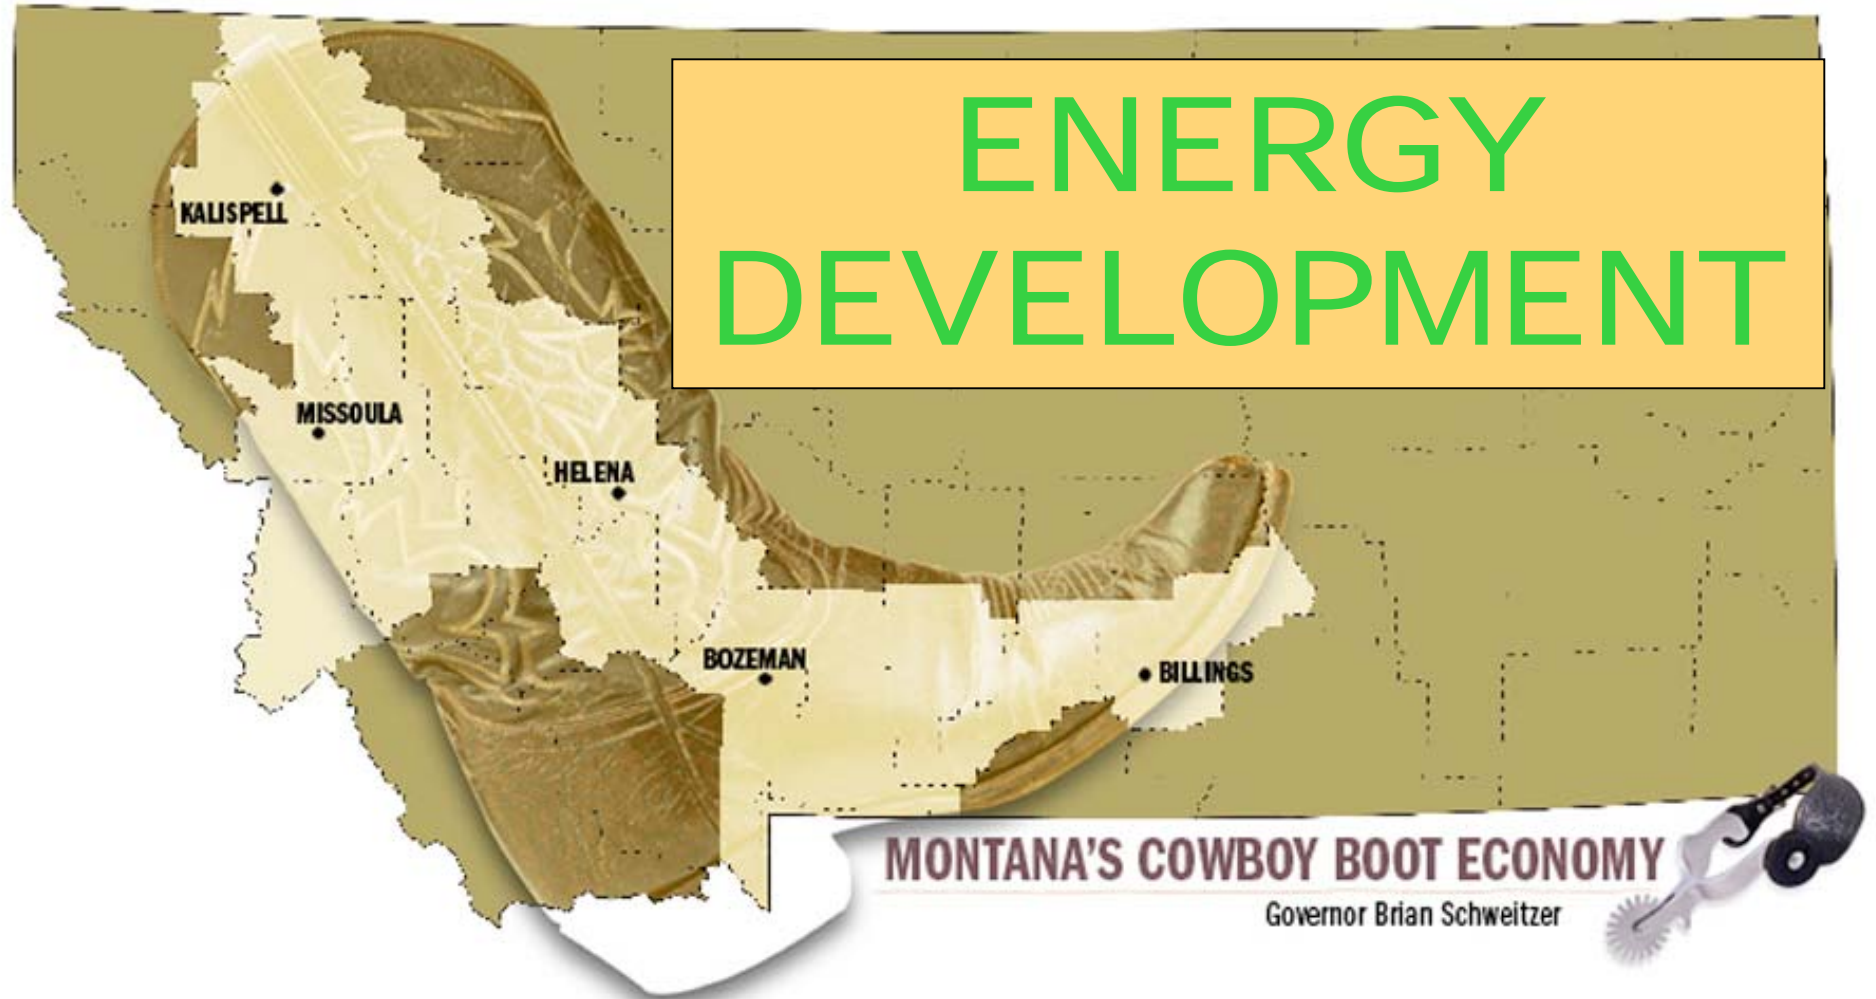 ENERGY
DEVELOPMENT
KALISPELL
MISSOULA
HELENA
BOZEMAN
BILLINGS
MONTANA'S COWBOY BOOT ECONOMY
Governor Brian Schweitzer